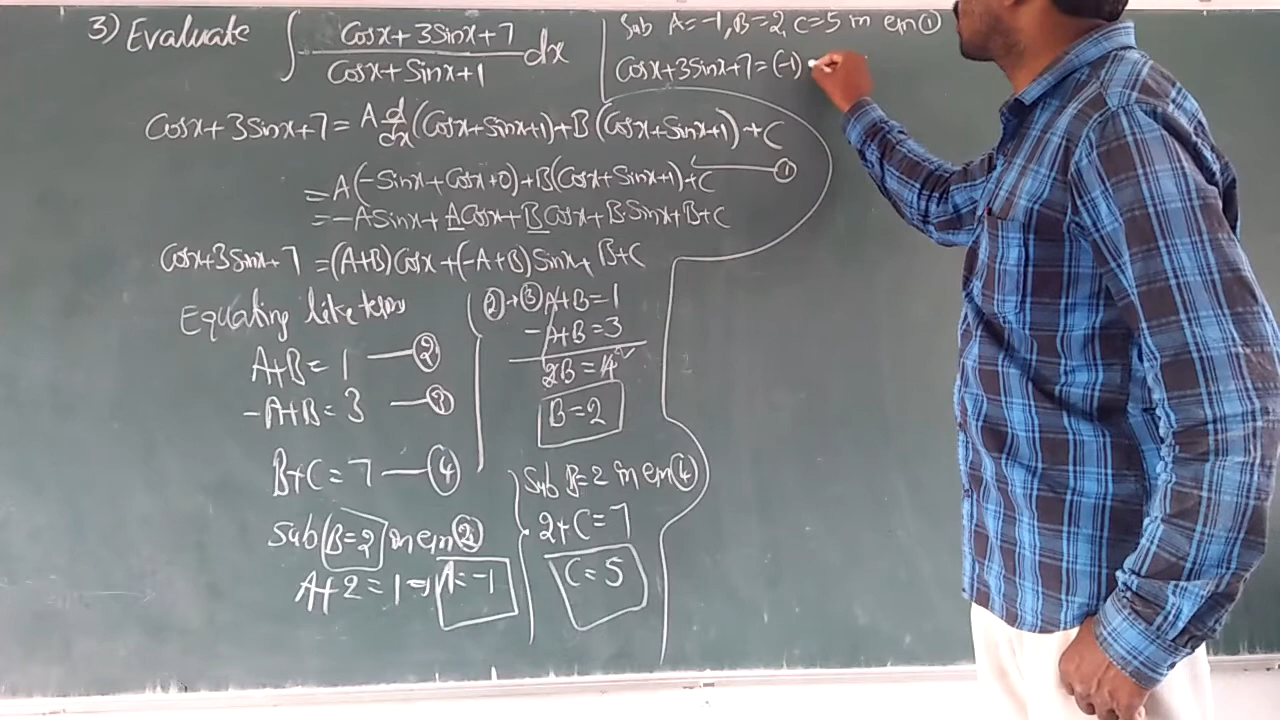 3) Evaluate ∫ Cosx+3Sinx+7 / Cosx+Sinx+1 dx
Cosx+3Sinx+7 = A d/dx (Cosx+Sinx+1)+B(Cosx+Sinx+1)+C
= A(-Sinx+Cosx+0)+B(Cosx+Sinx+1)+C ①
= -ASinx+ACosx+BCosx+B·Sinx+B+C
Cosx+3Sinx+7 = (A+B)Cosx+(-A+B)Sinx+B+C
Equating like terms
A+B=1 — ②
-A+B=3 — ③
B+C=7 — ④
Sub B=2 in eqn ②
A+2=1⇒ A=-1
②→③ A+B=1
-A+B=3
2B=4 2
B=2
Sub B=2 in eqn ④
2+C=7
C=5
Sub A=-1, B=2, C=5 in eqn ①
Cosx+3Sinx+7=(-1)